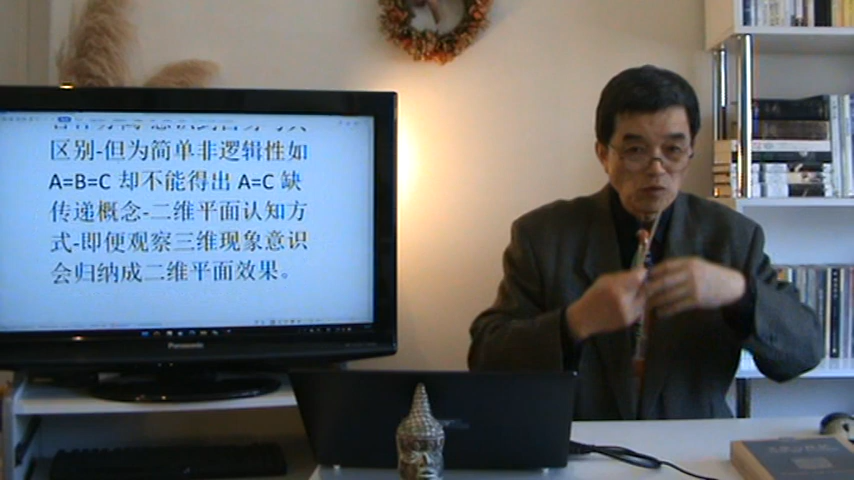 区别-但为简单非逻辑性如
A=B=C 却不能得出 A=C 缺
传递概念-二维平面认知方
式-即便观察三维现象意识
会归纳成二维平面效果。
Panasonic